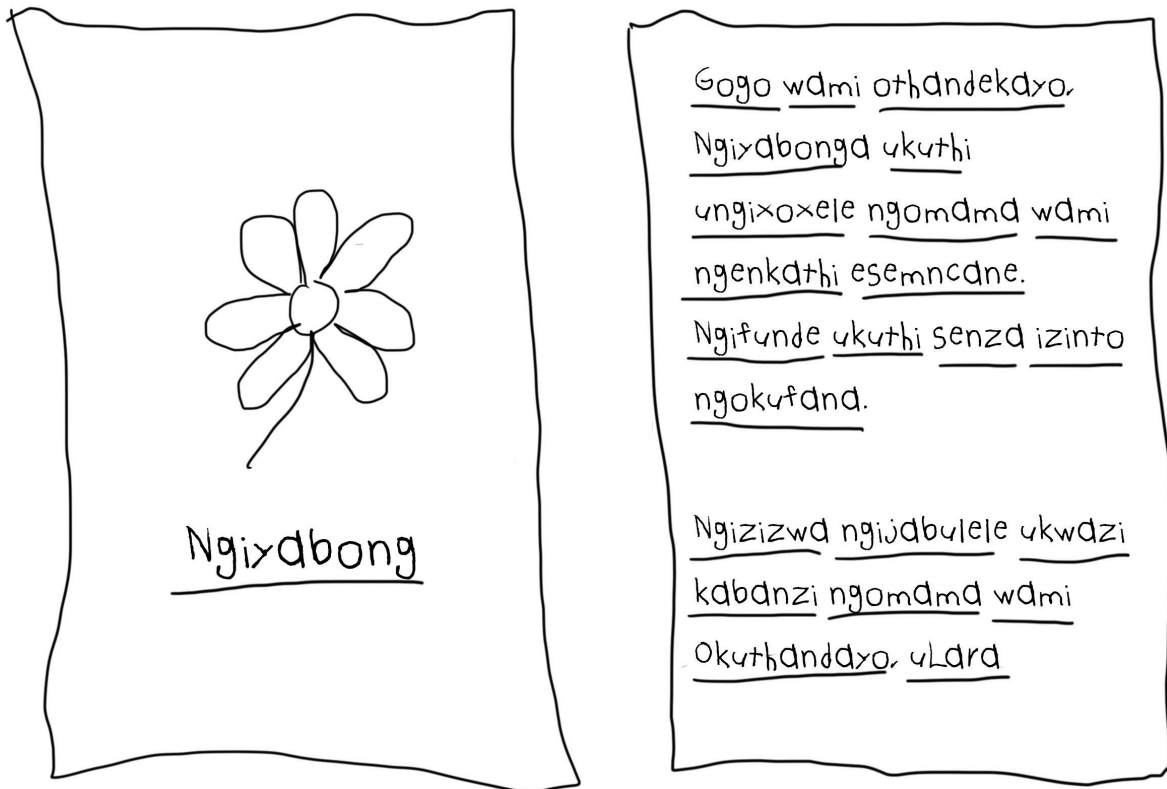 Ngiyabong
Gogo wami othandekayo,
Ngiyabonga ukuthi
ungixoxele ngomama wami
ngenkathi esemncane.
Ngifunde ukuthi senza izinto
ngokufana.
Ngizizwa ngijabulele ukwazi
kabanzi ngomama wami
Okuthandayo, uLara